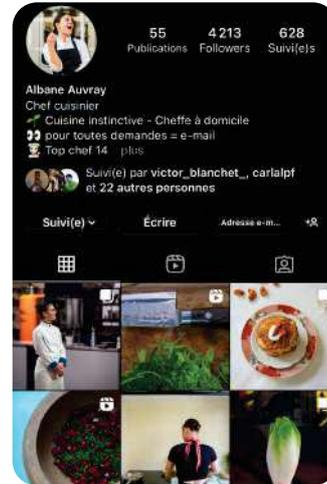 55 4 213 628
Publications Followers Suivi(e)s
Albane Auvray
Chef cuisinier
🌱 Cuisine instinctive - Cheffe à domicile
👀 pour toutes demandes = e-mail
👩🏻‍🍳 Top chef 14 plus
Suivi(e) par victor_blanchet_, carlalpf
et 22 autres personnes
Suivi(e) Écrire Adresse e-m...